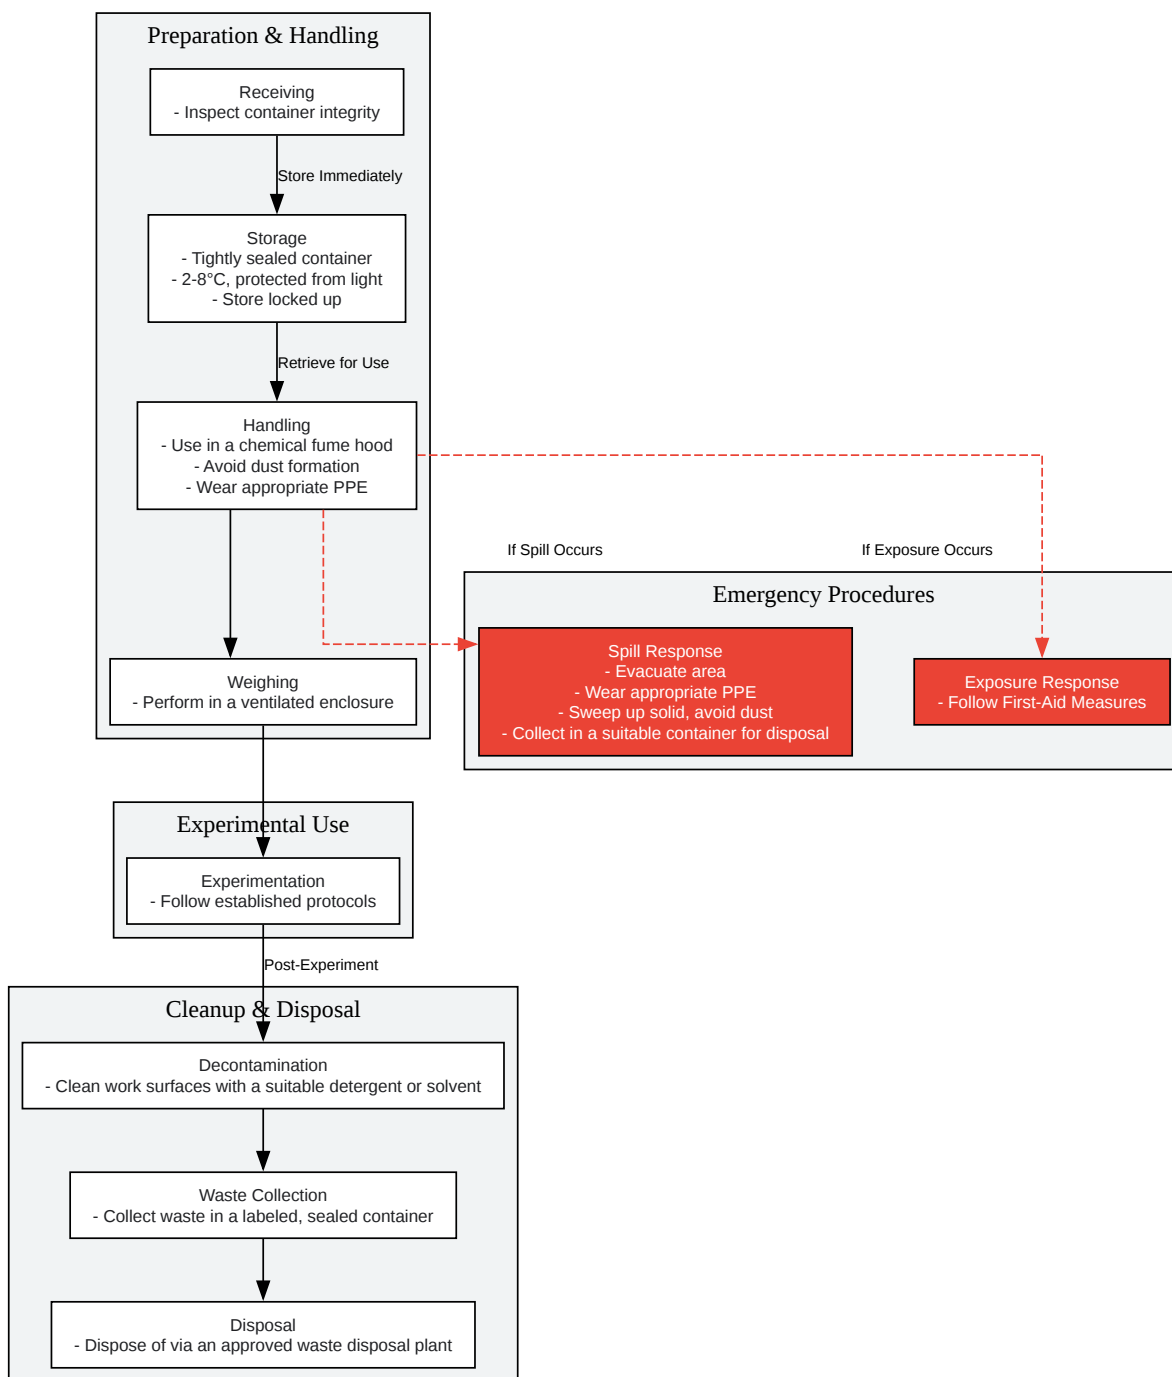 Preparation & Handling
Receiving
- Inspect container integrity
Store Immediately
Storage
- Tightly sealed container
- 2-8°C, protected from light
- Store locked up
Retrieve for Use
Handling
- Use in a chemical fume hood
- Avoid dust formation
- Wear appropriate PPE
If Spill Occurs
If Exposure Occurs
Emergency Procedures
Spill Response
- Evacuate area
- Wear appropriate PPE
- Sweep up solid, avoid dust
- Collect in a suitable container for disposal
Exposure Response
- Follow First-Aid Measures
Weighing
- Perform in a ventilated enclosure
Experimental Use
Experimentation
- Follow established protocols
Post-Experiment
Cleanup & Disposal
Decontamination
- Clean work surfaces with a suitable detergent or solvent
Waste Collection
- Collect waste in a labeled, sealed container
Disposal
- Dispose of via an approved waste disposal plant